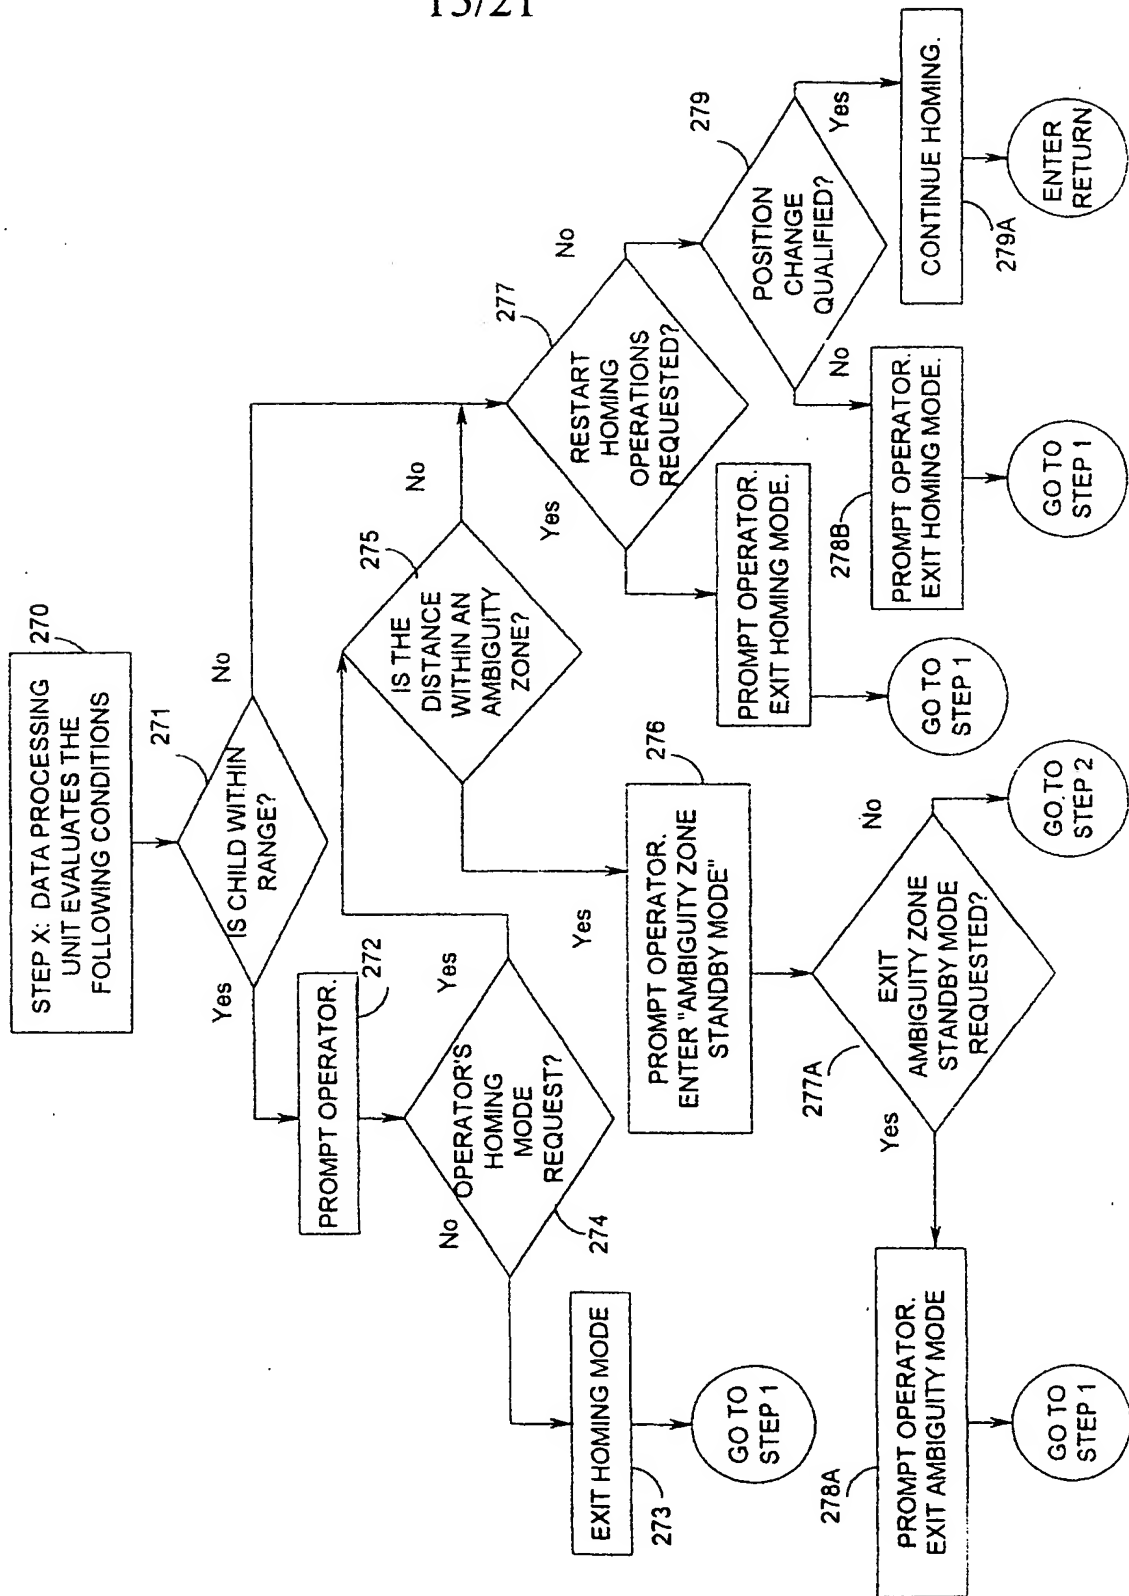 15/21
STEP X: DATA PROCESSING
UNIT EVALUATES THE
FOLLOWING CONDITIONS
270
IS CHILD WITHIN
RANGE?
271
Yes
No
PROMPT OPERATOR.
272
OPERATOR'S
HOMING
MODE
REQUEST?
274
No
Yes
EXIT HOMING MODE
273
GO TO
STEP 1
IS THE
DISTANCE
WITHIN AN
AMBIGUITY
ZONE?
275
No
Yes
PROMPT OPERATOR.
ENTER "AMBIGUITY ZONE
STANDBY MODE"
276
EXIT
AMBIGUITY ZONE
STANDBY MODE
REQUESTED?
277A
Yes
No
PROMPT OPERATOR.
EXIT AMBIGUITY MODE
278A
GO TO
STEP 1
GO TO
STEP 2
RESTART
HOMING
OPERATIONS
REQUESTED?
277
Yes
No
PROMPT OPERATOR.
EXIT HOMING MODE.
GO TO
STEP 1
POSITION
CHANGE
QUALIFIED?
279
No
Yes
PROMPT OPERATOR.
EXIT HOMING MODE.
278B
GO TO
STEP 1
CONTINUE HOMING.
279A
ENTER
RETURN